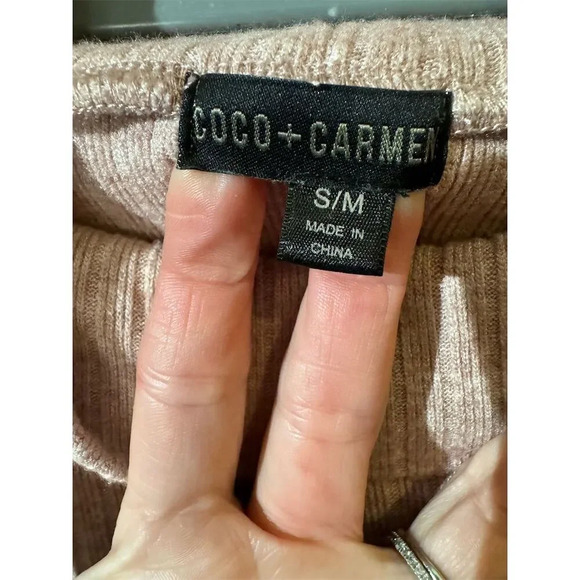 COCO + CARMEN
S/M
MADE IN
CHINA